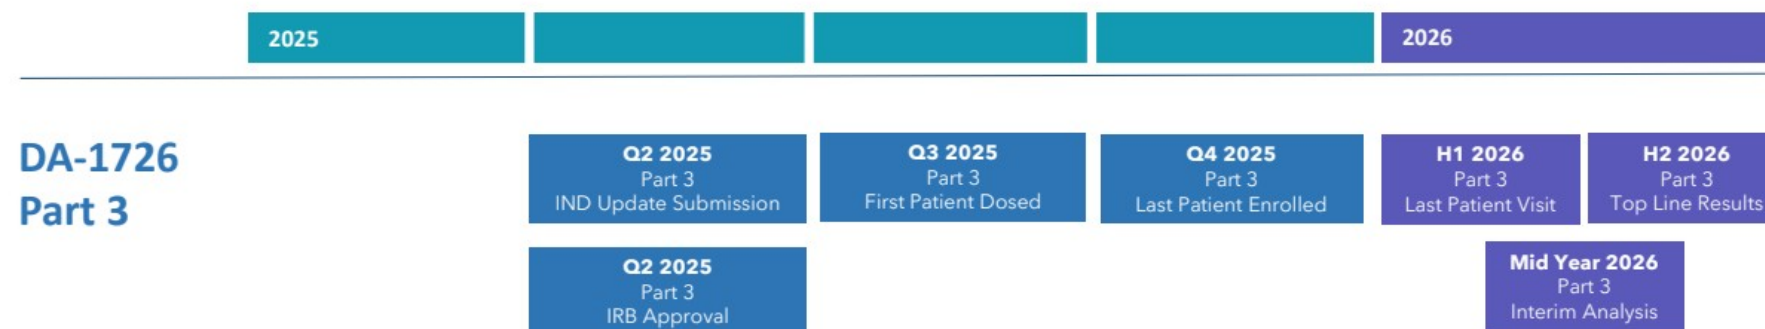 2025
2026
DA-1726
Part 3
Q2 2025
Part 3
IND Update Submission
Q3 2025
Part 3
First Patient Dosed
Q4 2025
Part 3
Last Patient Enrolled
H1 2026
Part 3
Last Patient Visit
H2 2026
Part 3
Top Line Results
Q2 2025
Part 3
IRB Approval
Mid Year 2026
Part 3
Interim Analysis